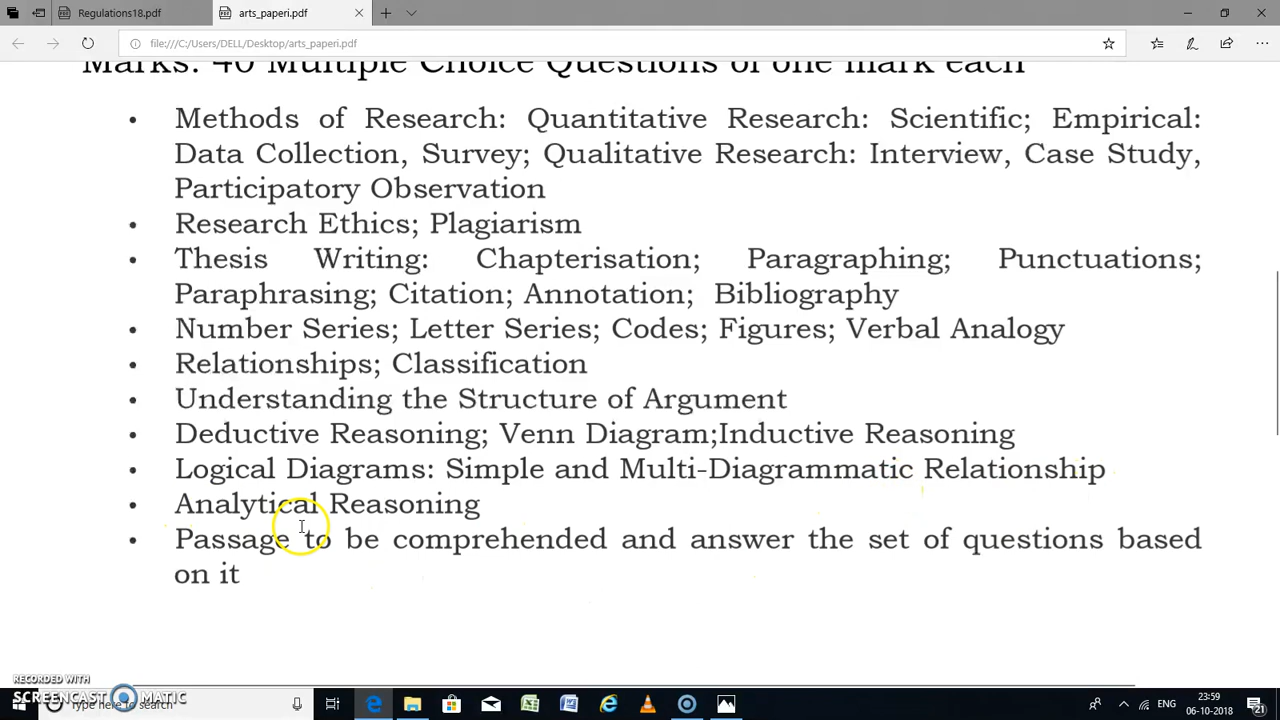 Regulations18.pdf
arts_paperi.pdf
file:///C:/Users/DELL/Desktop/arts_paperi.pdf
Marks: 40 Multiple Choice Questions of one mark each
• Methods of Research: Quantitative Research: Scientific; Empirical:
Data Collection, Survey; Qualitative Research: Interview, Case Study,
Participatory Observation
• Research Ethics; Plagiarism
• Thesis Writing: Chapterisation; Paragraphing; Punctuations;
Paraphrasing; Citation; Annotation; Bibliography
• Number Series; Letter Series; Codes; Figures; Verbal Analogy
• Relationships; Classification
• Understanding the Structure of Argument
• Deductive Reasoning; Venn Diagram;Inductive Reasoning
• Logical Diagrams: Simple and Multi-Diagrammatic Relationship
• Analytical Reasoning
• Passage to be comprehended and answer the set of questions based
on it
RECORDED WITH
SCREENCAST MATIC
Type here to search
ENG
23:59
06-10-2018
21